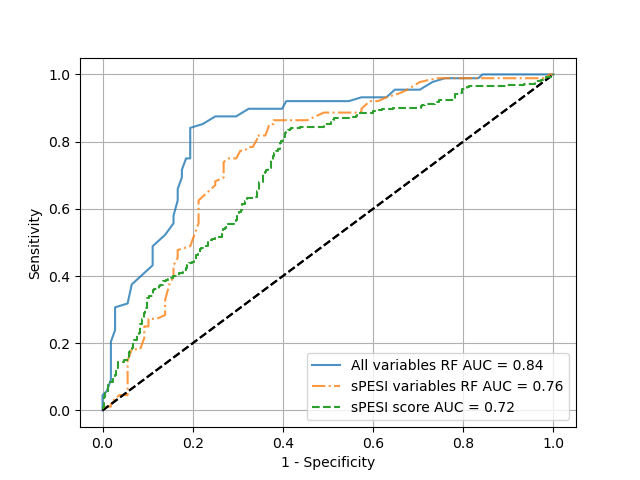 1.0
0.8
0.6
0.4
0.2
0.0
Sensitivity
All variables RF AUC = 0.84
sPESI variables RF AUC = 0.76
sPESI score AUC = 0.72
0.0 0.2 0.4 0.6 0.8 1.0
1 - Specificity